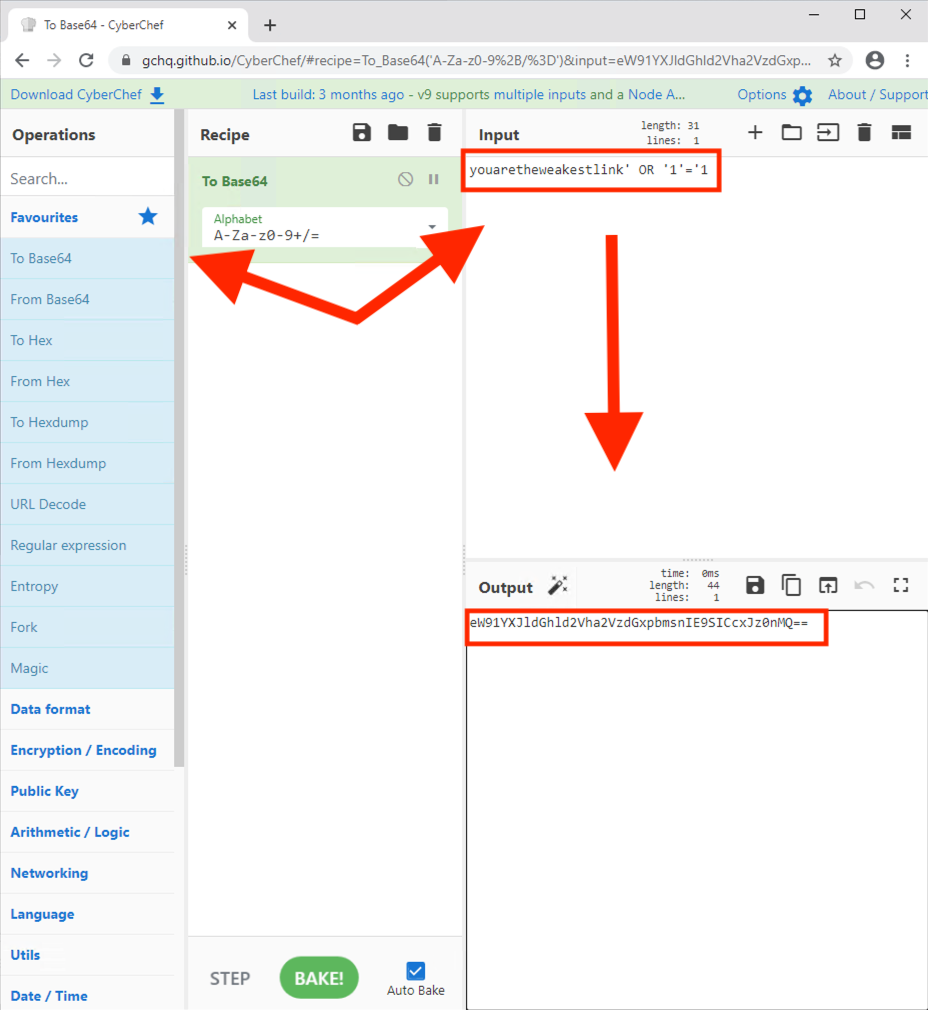 To Base64 - CyberChef
gchq.github.io/CyberChef/#recipe=To_Base64('A-Za-z0-9%2B/%3D')&input=eW91YXJldGhld2Vha2VzdGxp...
Download CyberChef
Last build: 3 months ago - v9 supports multiple inputs and a Node A...
Options
About / Support
Operations
Recipe
Input
length: 31
lines: 1
Search...
Favourites
To Base64
From Base64
To Hex
From Hex
To Hexdump
From Hexdump
URL Decode
Regular expression
Entropy
Fork
Magic
Data format
Encryption / Encoding
Public Key
Arithmetic / Logic
Networking
Language
Utils
Date / Time
To Base64
Alphabet
A-Za-z0-9+/=
STEP
BAKE!
Auto Bake
youaretheweakestlink' OR '1'='1
Output
time: 0ms
length: 44
lines: 1
eW91YXJldGhld2Vha2VzdGxpbmsnIE9SICcxJz0nMQ==